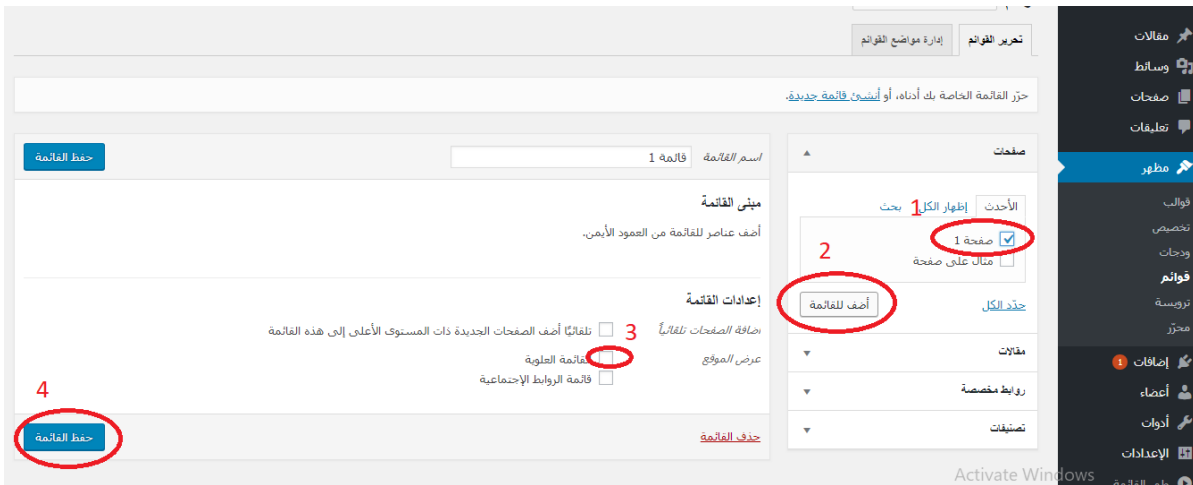 مقالات
وسائط
صفحات
تعليقات
مظهر
قوالب
تخصيص
ودجات
قوائم
ترويسة
محرّر
إضافات 1
أعضاء
أدوات
الإعدادات
تحرير القوائم
إدارة مواضع القوائم
حرّر القائمة الخاصة بك أدناه، أو أنشئ قائمة جديدة.
صفحات
الأحدث إظهار الكل بحث
1
صفحة 1
مثال على صفحة
2
حدّد الكل
أضف للقائمة
مقالات
روابط مخصصة
تصنيفات
اسم القائمة قائمة 1
حفظ القائمة
مبنى القائمة
أضف عناصر للقائمة من العمود الأيمن.
إعدادات القائمة
اضافة الصفحات تلقائياً
تلقائيًا أضف الصفحات الجديدة ذات المستوى الأعلى إلى هذه القائمة
3
عرض الموقع
القائمة العلوية
قائمة الروابط الإجتماعية
4
حذف القائمة
حفظ القائمة
Activate Windows